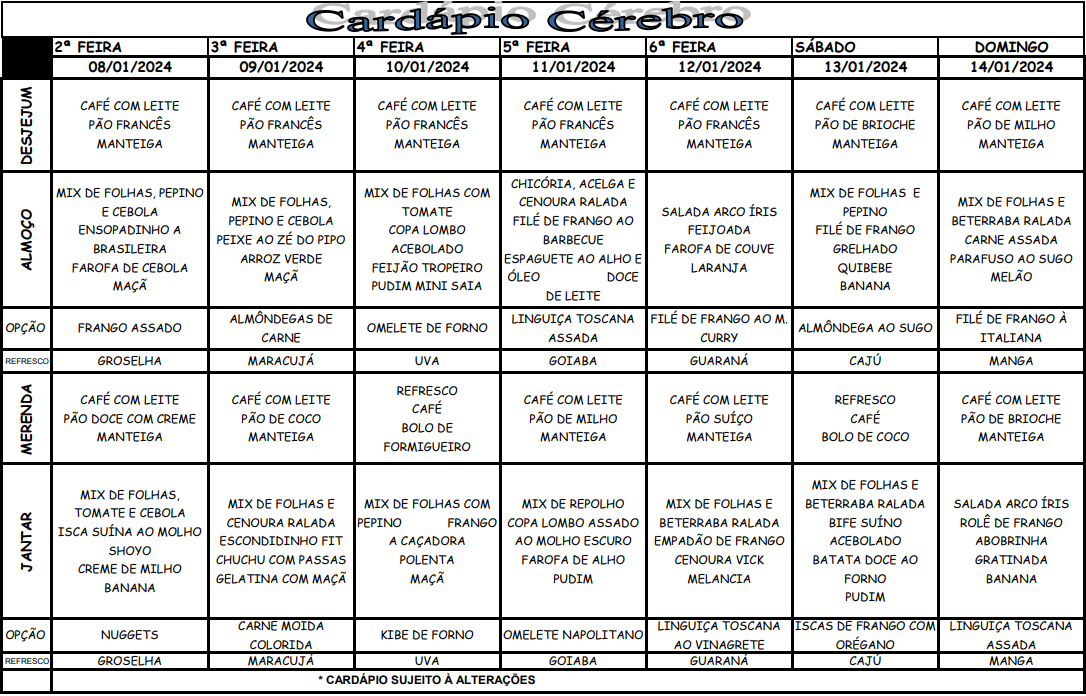 Cardápio Cérebro
2ª FEIRA 3ª FEIRA 4ª FEIRA 5ª FEIRA 6ª FEIRA SÁBADO DOMINGO
08/01/2024 09/01/2024 10/01/2024 11/01/2024 12/01/2024 13/01/2024 14/01/2024
DESJEJUM
CAFÉ COM LEITE
PÃO FRANCÊS
MANTEIGA
CAFÉ COM LEITE
PÃO FRANCÊS
MANTEIGA
CAFÉ COM LEITE
PÃO FRANCÊS
MANTEIGA
CAFÉ COM LEITE
PÃO FRANCÊS
MANTEIGA
CAFÉ COM LEITE
PÃO FRANCÊS
MANTEIGA
CAFÉ COM LEITE
PÃO DE BRIOCHE
MANTEIGA
CAFÉ COM LEITE
PÃO DE MILHO
MANTEIGA
ALMOÇO
MIX DE FOLHAS, PEPINO
E CEBOLA
ENSOPADINHO A
BRASILEIRA
FAROFA DE CEBOLA
MAÇÃ
MIX DE FOLHAS,
PEPINO E CEBOLA
PEIXE AO ZÉ DO PIPO
ARROZ VERDE
MAÇÃ
MIX DE FOLHAS COM
TOMATE
COPA LOMBO
ACEBOLADO
FEIJÃO TROPEIRO
PUDIM MINI SAIA
CHICÓRIA, ACELGA E
CENOURA RALADA
FILÉ DE FRANGO AO
BARBECUE
ESPAGUETE AO ALHO E
ÓLEO DOCE
DE LEITE
SALADA ARCO ÍRIS
FEIJOADA
FAROFA DE COUVE
LARANJA
MIX DE FOLHAS E
PEPINO
FILÉ DE FRANGO
GRELHADO
QUIBEBE
BANANA
MIX DE FOLHAS E
BETERRABA RALADA
CARNE ASSADA
PARAFUSO AO SUGO
MELÃO
OPÇÃO
FRANGO ASSADO
ALMÔNDEGAS DE
CARNE
OMELETE DE FORNO
LINGUIÇA TOSCANA
ASSADA
FILÉ DE FRANGO AO M.
CURRY
ALMÔNDEGA AO SUGO
FILÉ DE FRANGO À
ITALIANA
REFRESCO GROSELHA MARACUJÁ UVA GOIABA GUARANÁ CAJÚ MANGA
MERENDA
CAFÉ COM LEITE
PÃO DOCE COM CREME
MANTEIGA
CAFÉ COM LEITE
PÃO DE COCO
MANTEIGA
REFRESCO
CAFÉ
BOLO DE
FORMIGUEIRO
CAFÉ COM LEITE
PÃO DE MILHO
MANTEIGA
CAFÉ COM LEITE
PÃO SUÍÇO
MANTEIGA
REFRESCO
CAFÉ
BOLO DE COCO
CAFÉ COM LEITE
PÃO DE BRIOCHE
MANTEIGA
JANTAR
MIX DE FOLHAS,
TOMATE E CEBOLA
ISCA SUÍNA AO MOLHO
SHOYO
CREME DE MILHO
BANANA
MIX DE FOLHAS E
CENOURA RALADA
ESCONDIDINHO FIT
CHUCHU COM PASSAS
GELATINA COM MAÇÃ
MIX DE FOLHAS COM
PEPINO FRANGO
A CAÇADORA
POLENTA
MAÇÃ
MIX DE REPOLHO
COPA LOMBO ASSADO
AO MOLHO ESCURO
FAROFA DE ALHO
PUDIM
MIX DE FOLHAS E
BETERRABA RALADA
EMPADÃO DE FRANGO
CENOURA VICK
MELANCIA
MIX DE FOLHAS E
BETERRABA RALADA
BIFE SUÍNO
ACEBOLADO
BATATA DOCE AO
FORNO
PUDIM
SALADA ARCO ÍRIS
ROLÊ DE FRANGO
ABOBRINHA
GRATINADA
BANANA
OPÇÃO
NUGGETS
CARNE MOIDA
COLORIDA
KIBE DE FORNO
OMELETE NAPOLITANO
LINGUIÇA TOSCANA
AO VINAGRETE
ISCAS DE FRANGO COM
ORÉGANO
LINGUIÇA TOSCANA
ASSADA
REFRESCO GROSELHA MARACUJÁ UVA GOIABA GUARANÁ CAJÚ MANGA
* CARDÁPIO SUJEITO À ALTERAÇÕES